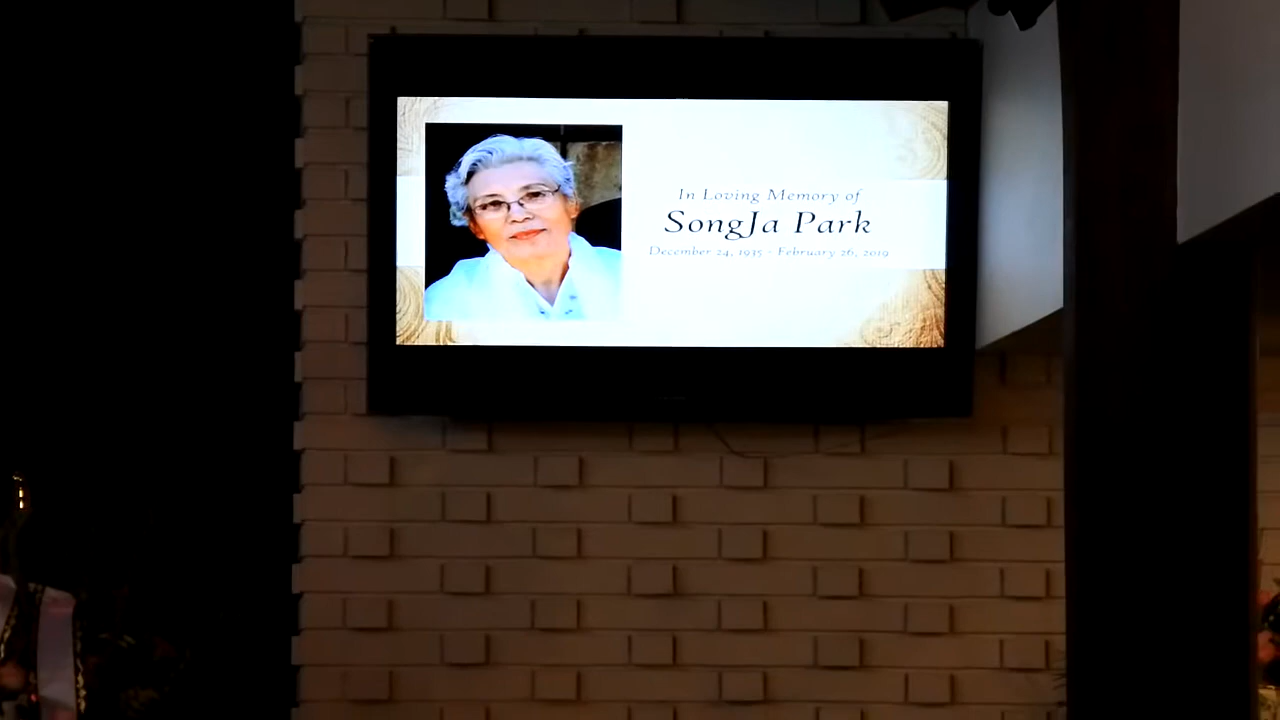 In Loving Memory of
SongJa Park
December 24, 1935 - February 26, 2019